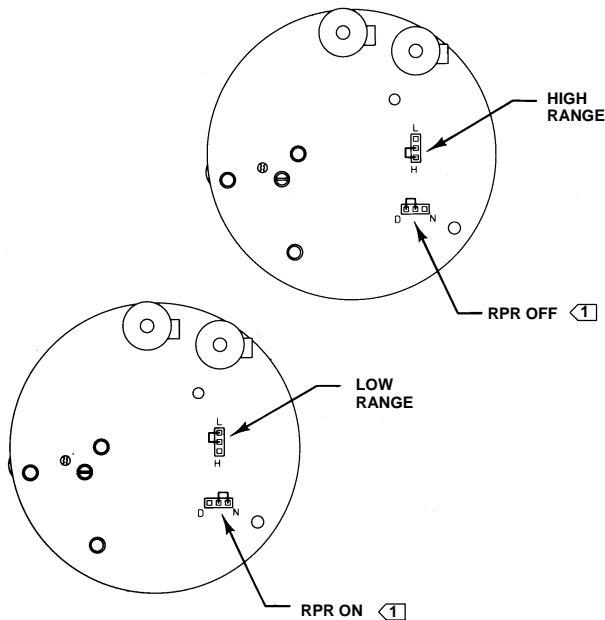 HIGH
RANGE
L
H
D N
RPR OFF 1
LOW
RANGE
L
H
D N
RPR ON 1